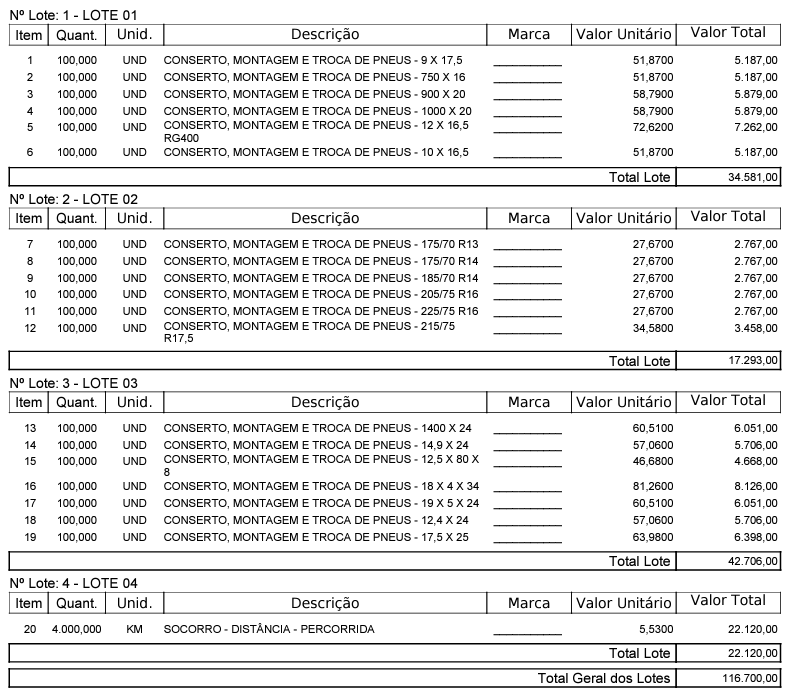 Nº Lote: 1 - LOTE 01
Item Quant. Unid. Descrição Marca Valor Unitário Valor Total
1 100,000 UND CONSERTO, MONTAGEM E TROCA DE PNEUS - 9 X 17,5 ___________ 51,8700 5.187,00
2 100,000 UND CONSERTO, MONTAGEM E TROCA DE PNEUS - 750 X 16 ___________ 51,8700 5.187,00
3 100,000 UND CONSERTO, MONTAGEM E TROCA DE PNEUS - 900 X 20 ___________ 58,7900 5.879,00
4 100,000 UND CONSERTO, MONTAGEM E TROCA DE PNEUS - 1000 X 20 ___________ 58,7900 5.879,00
5 100,000 UND CONSERTO, MONTAGEM E TROCA DE PNEUS - 12 X 16,5 ___________ 72,6200 7.262,00
RG400
6 100,000 UND CONSERTO, MONTAGEM E TROCA DE PNEUS - 10 X 16,5 ___________ 51,8700 5.187,00
Total Lote 34.581,00
Nº Lote: 2 - LOTE 02
Item Quant. Unid. Descrição Marca Valor Unitário Valor Total
7 100,000 UND CONSERTO, MONTAGEM E TROCA DE PNEUS - 175/70 R13 ___________ 27,6700 2.767,00
8 100,000 UND CONSERTO, MONTAGEM E TROCA DE PNEUS - 175/70 R14 ___________ 27,6700 2.767,00
9 100,000 UND CONSERTO, MONTAGEM E TROCA DE PNEUS - 185/70 R14 ___________ 27,6700 2.767,00
10 100,000 UND CONSERTO, MONTAGEM E TROCA DE PNEUS - 205/75 R16 ___________ 27,6700 2.767,00
11 100,000 UND CONSERTO, MONTAGEM E TROCA DE PNEUS - 225/75 R16 ___________ 27,6700 2.767,00
12 100,000 UND CONSERTO, MONTAGEM E TROCA DE PNEUS - 215/75 ___________ 34,5800 3.458,00
R17,5
Total Lote 17.293,00
Nº Lote: 3 - LOTE 03
Item Quant. Unid. Descrição Marca Valor Unitário Valor Total
13 100,000 UND CONSERTO, MONTAGEM E TROCA DE PNEUS - 1400 X 24 ___________ 60,5100 6.051,00
14 100,000 UND CONSERTO, MONTAGEM E TROCA DE PNEUS - 14,9 X 24 ___________ 57,0600 5.706,00
15 100,000 UND CONSERTO, MONTAGEM E TROCA DE PNEUS - 12,5 X 80 X ___________ 46,6800 4.668,00
8
16 100,000 UND CONSERTO, MONTAGEM E TROCA DE PNEUS - 18 X 4 X 34 ___________ 81,2600 8.126,00
17 100,000 UND CONSERTO, MONTAGEM E TROCA DE PNEUS - 19 X 5 X 24 ___________ 60,5100 6.051,00
18 100,000 UND CONSERTO, MONTAGEM E TROCA DE PNEUS - 12,4 X 24 ___________ 57,0600 5.706,00
19 100,000 UND CONSERTO, MONTAGEM E TROCA DE PNEUS - 17,5 X 25 ___________ 63,9800 6.398,00
Total Lote 42.706,00
Nº Lote: 4 - LOTE 04
Item Quant. Unid. Descrição Marca Valor Unitário Valor Total
20 4.000,000 KM SOCORRO - DISTÂNCIA - PERCORRIDA ___________ 5,5300 22.120,00
Total Lote 22.120,00
Total Geral dos Lotes 116.700,00